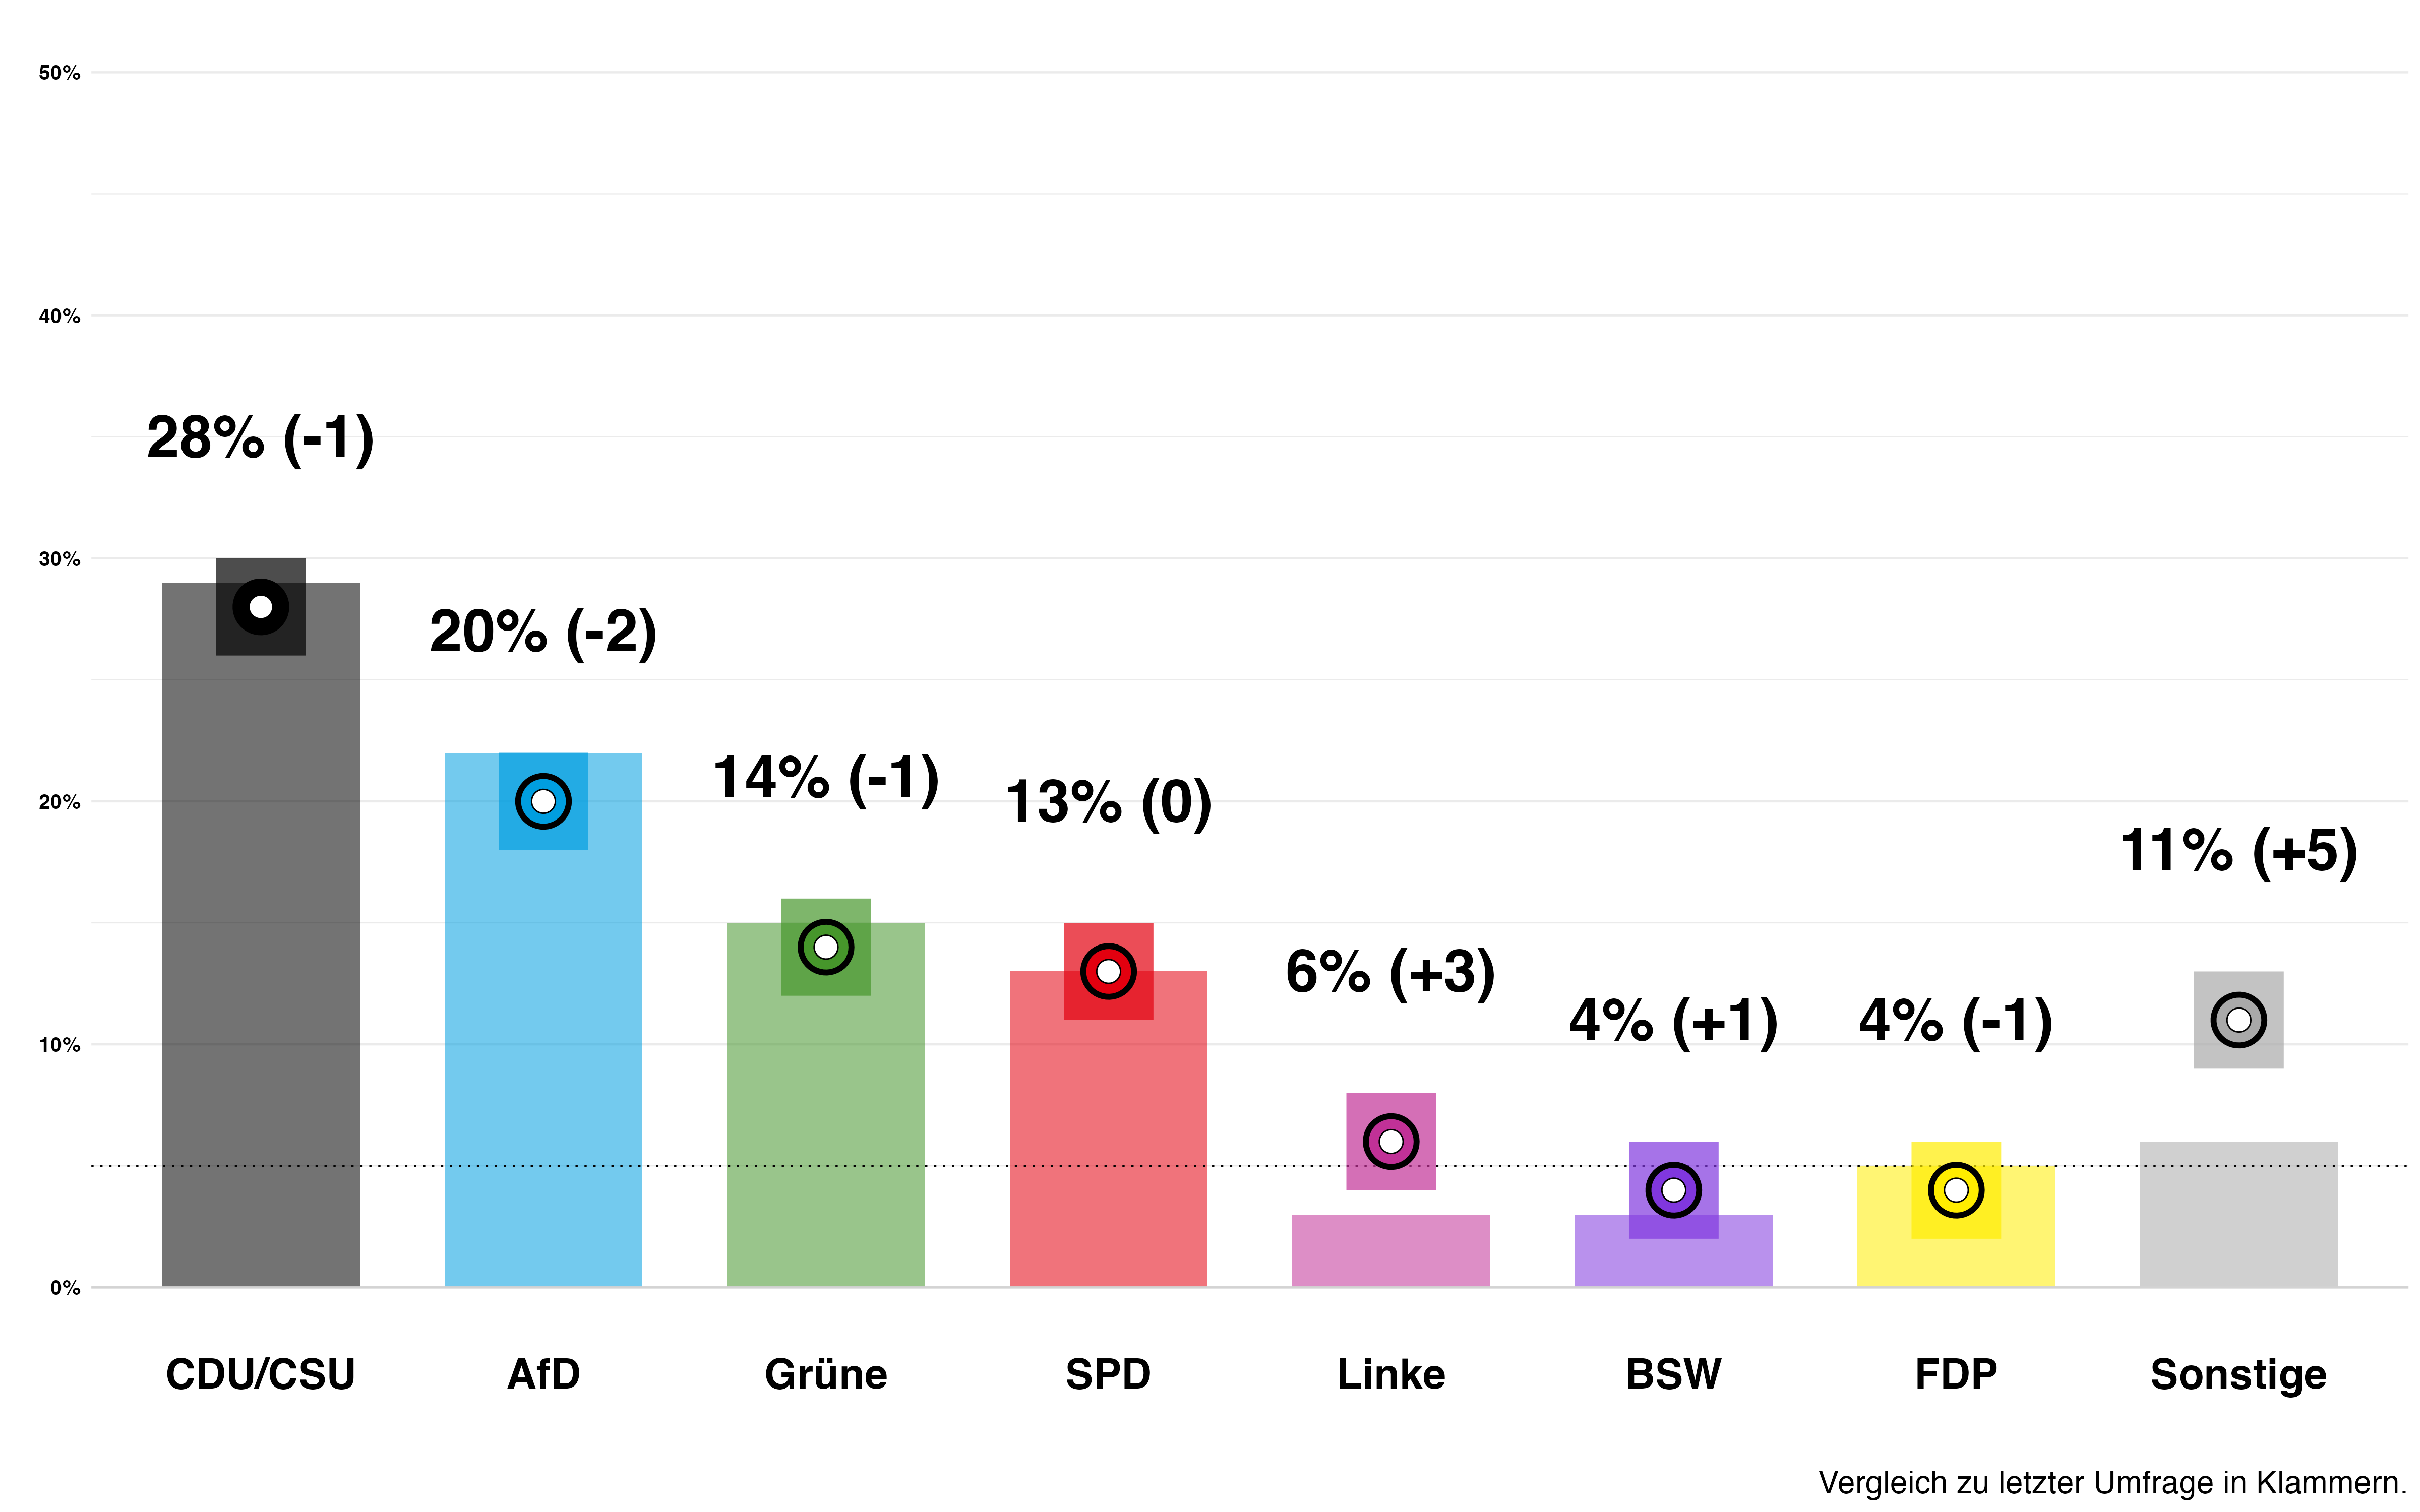 50%
40%
30%
20%
10%
0%
28% (-1)
20% (-2)
14% (-1)
13% (0)
6% (+3)
4% (+1)
4% (-1)
11% (+5)
CDU/CSU
AfD
Grüne
SPD
Linke
BSW
FDP
Sonstige
Vergleich zu letzter Umfrage in Klammern.